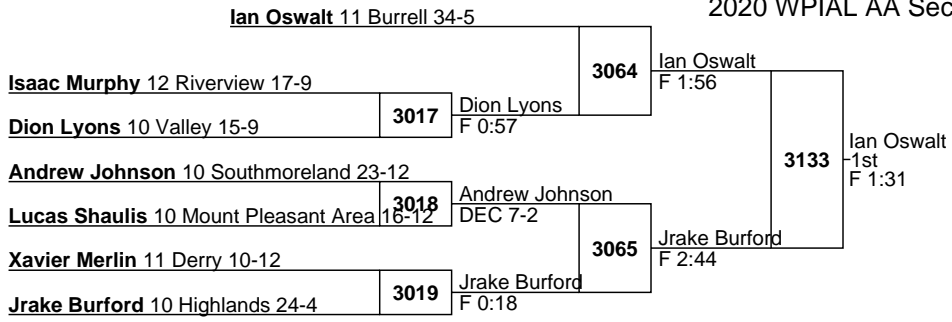 2020 WPIAL AA Sec
Ian Oswalt 11 Burrell 34-5
3064
Ian Oswalt
F 1:56
Isaac Murphy 12 Riverview 17-9
3017
Dion Lyons
F 0:57
Dion Lyons 10 Valley 15-9
3133
Ian Oswalt
1st
F 1:31
Andrew Johnson 10 Southmoreland 23-12
3018
Andrew Johnson
DEC 7-2
Lucas Shaulis 10 Mount Pleasant Area 16-12
3065
Jrake Burford
F 2:44
Xavier Merlin 11 Derry 10-12
3019
Jrake Burford
F 0:18
Jrake Burford 10 Highlands 24-4